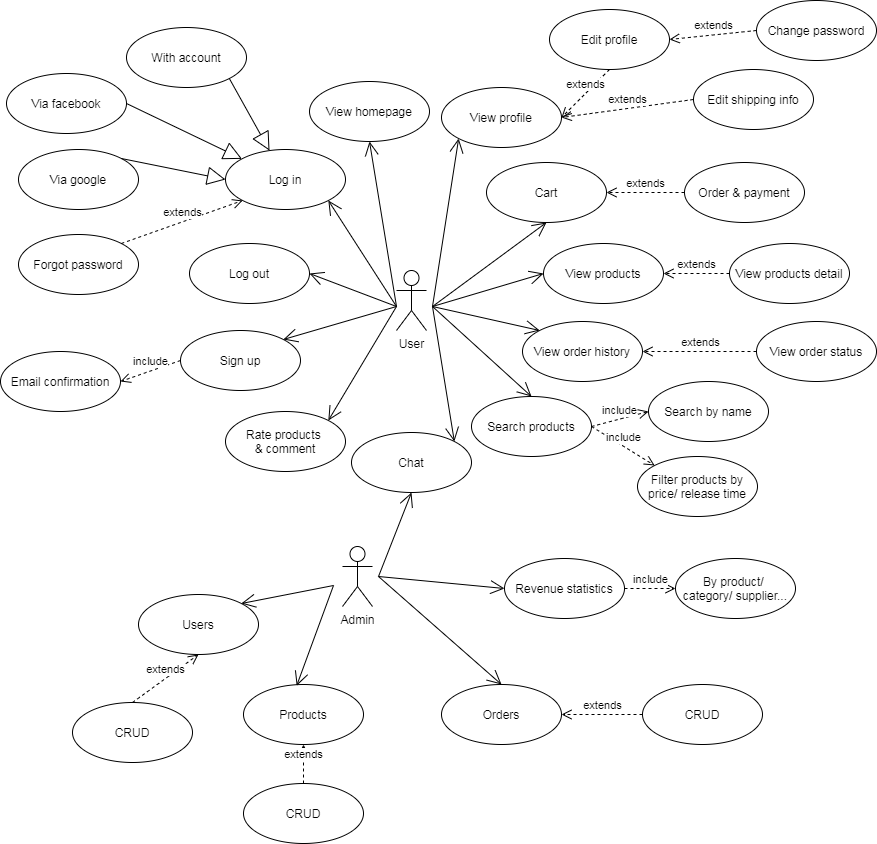 With account
Edit profile
extends
Change password
Via facebook
View homepage
View profile
extends
extends
Edit shipping info
Via google
Log in
Cart
extends
Order & payment
extends
Forgot password
Log out
View products
extends
View products detail
User
Sign up
View order history
extends
View order status
Email confirmation
include
Rate products
& comment
Chat
Search products
include
Search by name
include
Filter products by
price/ release time
Admin
Revenue statistics
include
By product/
category/ supplier...
Users
extends
CRUD
Products
extends
CRUD
Orders
extends
CRUD